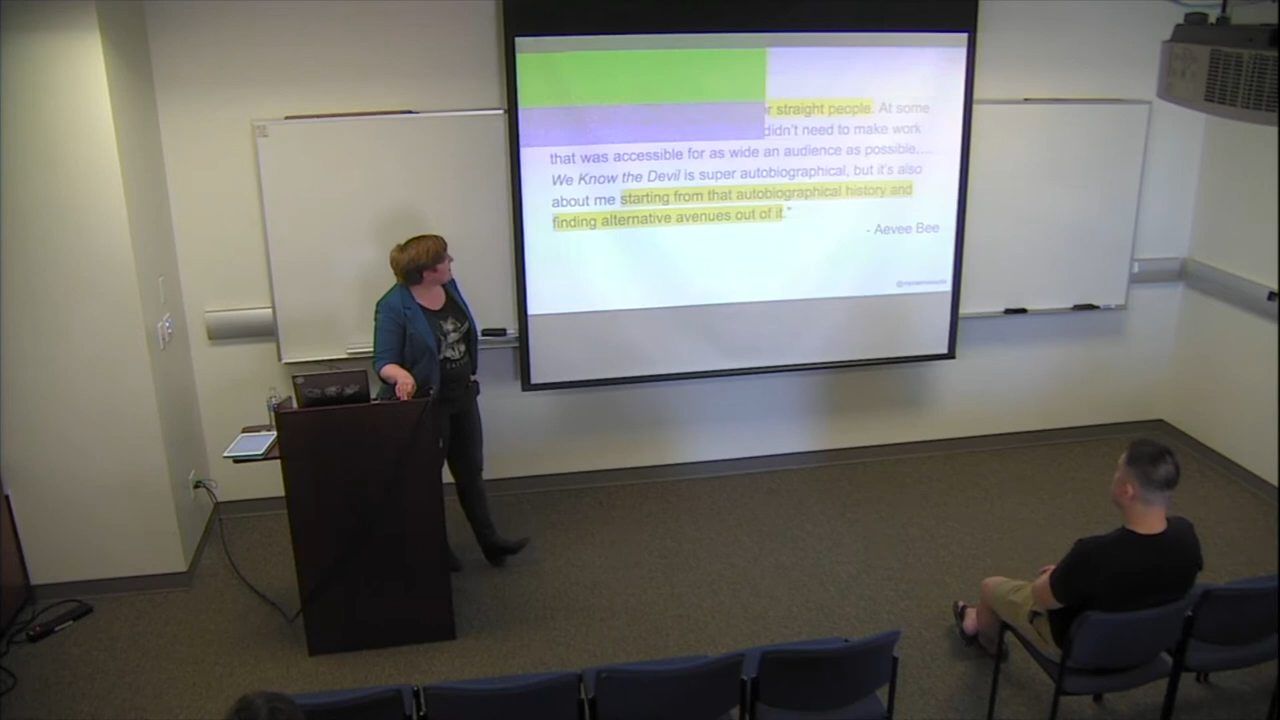 r straight people. At some
didn't need to make work
that was accessible for as wide an audience as possible....
We Know the Devil is super autobiographical, but it's also
about me starting from that autobiographical history and
finding alternative avenues out of it."
- Aevee Bee